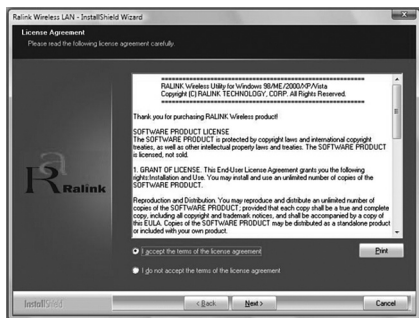 Ralink Wireless LAN - InstallShield Wizard
License Agreement
Please read the following license agreement carefully.
RALINK Wireless Utility for Windows 98/ME/2000/XP/Vista
Copyright (C) RALINK TECHNOLOGY, CORP. All Rights Reserved.
Thank you for purchasing RALINK Wireless product!
SOFTWARE PRODUCT LICENSE
The SOFTWARE PRODUCT is protected by copyright laws and international copyright
treaties, as well as other intellectual property laws and treaties. The SOFTWARE PRODUCT
is licensed, not sold.
1. GRANT OF LICENSE. This End-User License Agreement grants you the following
rights:Installation and Use. You may install and use an unlimited number of copies of the
SOFTWARE PRODUCT.
Reproduction and Distribution. You may reproduce and distribute an unlimited number of
copies of the SOFTWARE PRODUCT; provided that each copy shall be a true and complete
copy, including all copyright and trademark notices, and shall be accompanied by a copy of
this EULA. Copies of the SOFTWARE PRODUCT may be distributed as a standalone product
or included with your own product.
Ralink
I accept the terms of the license agreement
Print
I do not accept the terms of the license agreement
InstallShield
< Back
Next >
Cancel